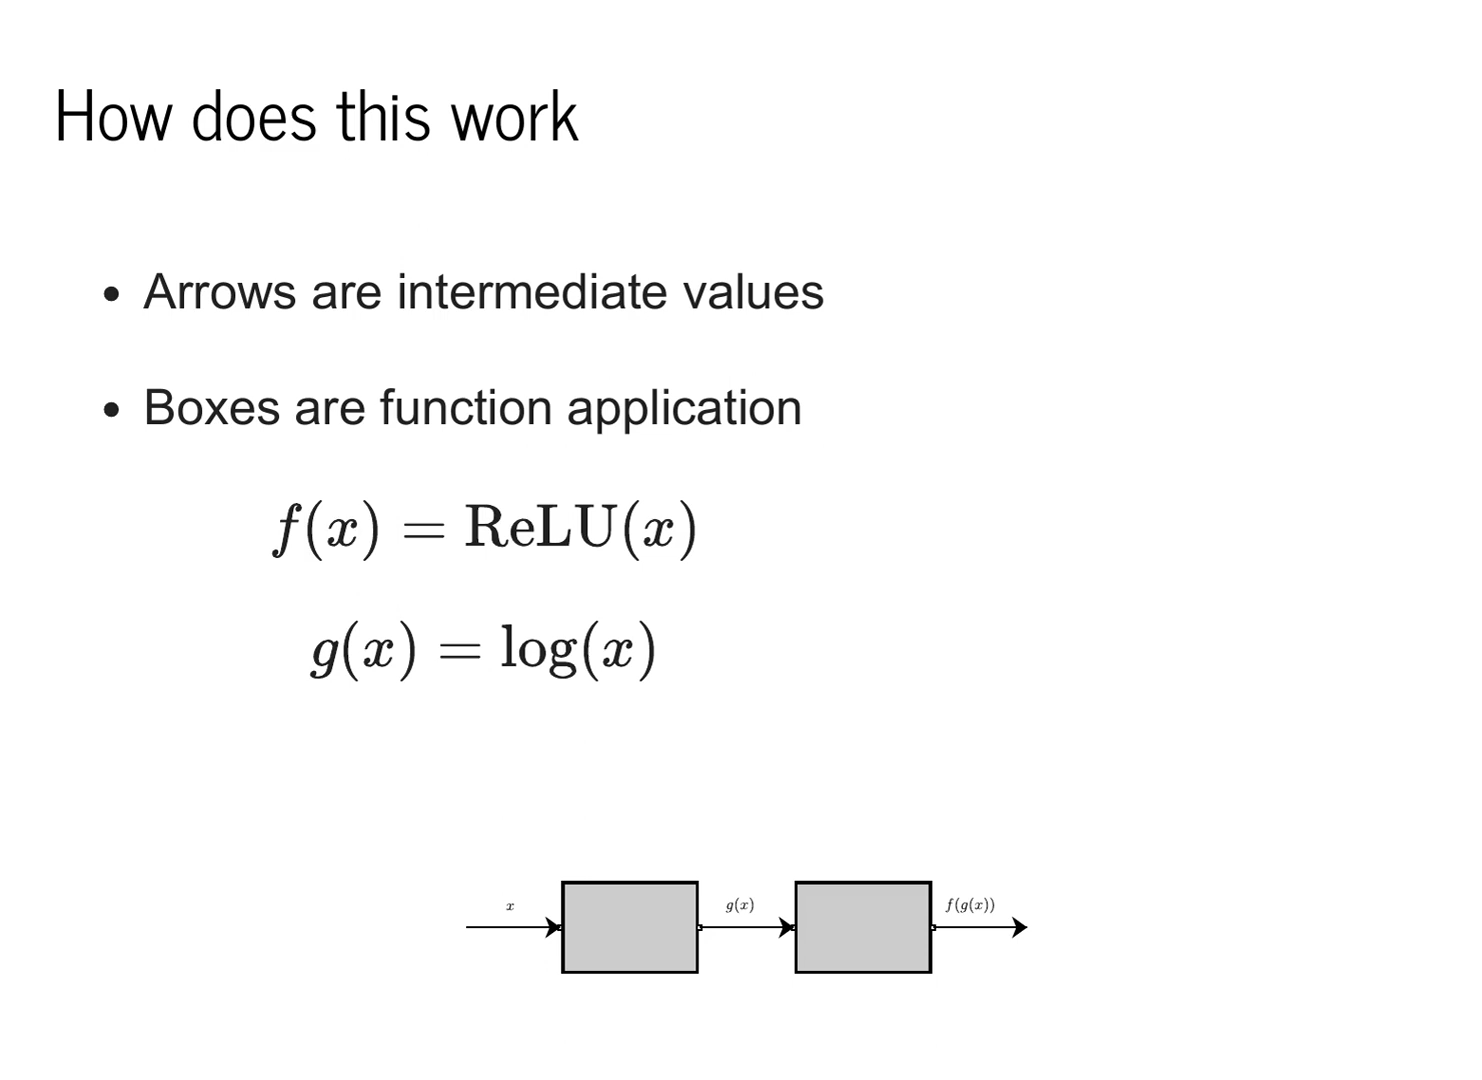 How does this work
• Arrows are intermediate values
• Boxes are function application
f(x) = ReLU(x)
g(x) = log(x)
x g(x) f(g(x))